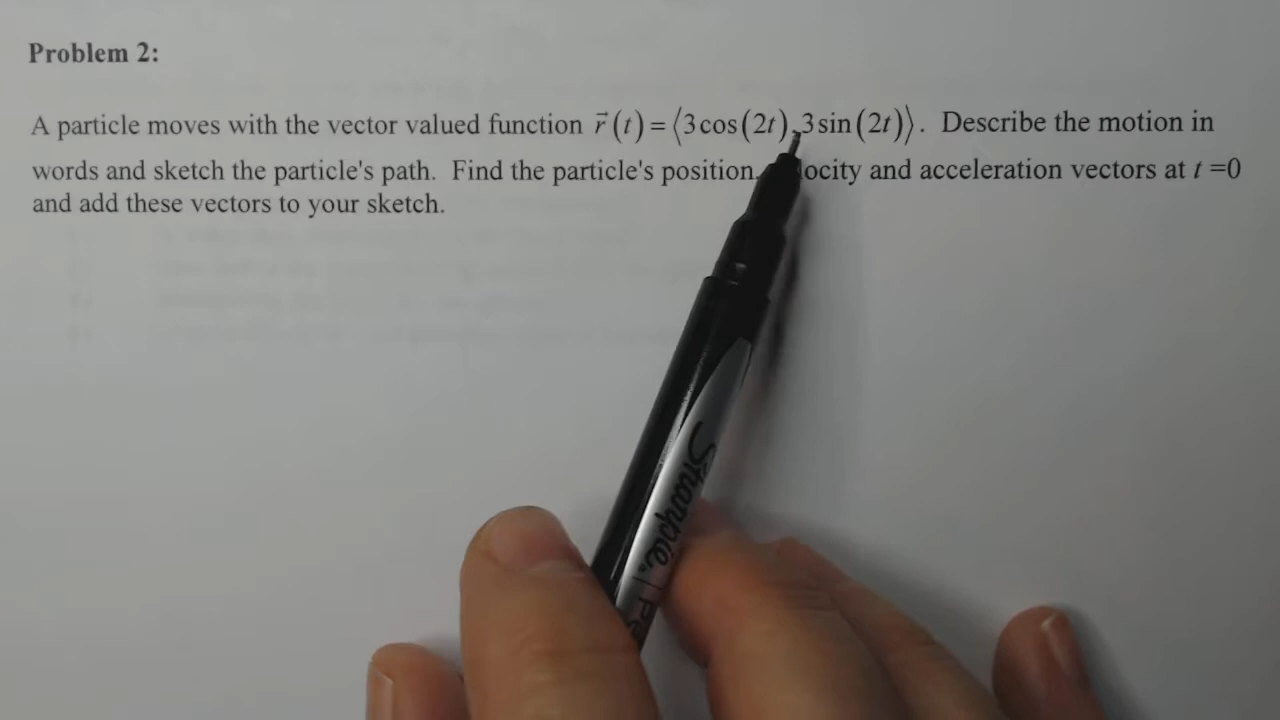 Problem 2:
A particle moves with the vector valued function r⃗(t) = ⟨3cos(2t), 3sin(2t)⟩. Describe the motion in
words and sketch the particle's path. Find the particle's position, and acceleration vectors at t =0
and add these vectors to your sketch.
Sharpie.